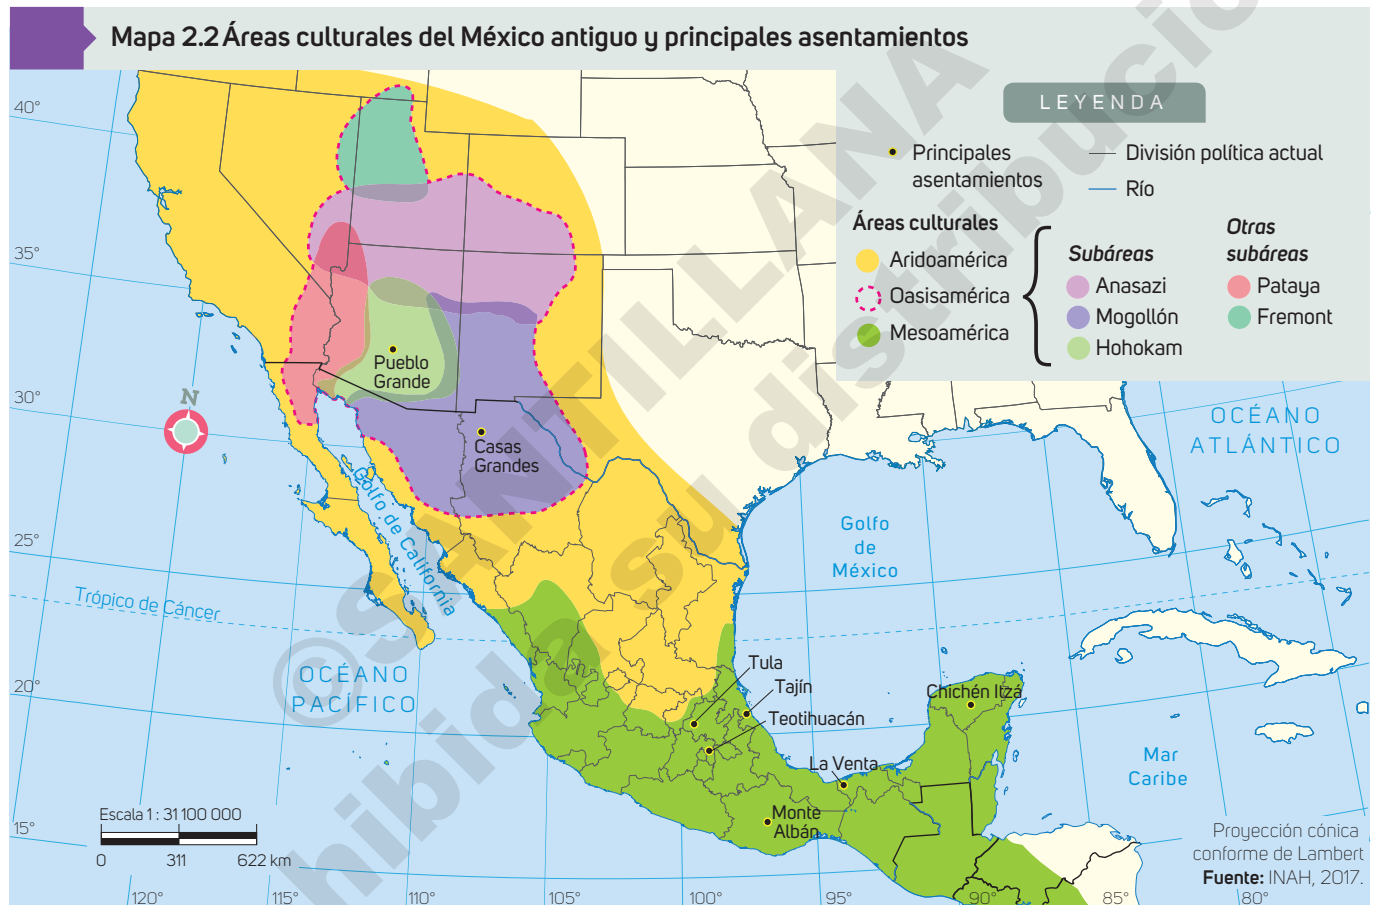 Mapa 2.2 Áreas culturales del México antiguo y principales asentamientos
LEYENDA
Principales
asentamientos
División política actual
Río
Áreas culturales
Aridoamérica
Oasisamérica
Mesoamérica
Subáreas
Anasazi
Mogollón
Hohokam
Otras
subáreas
Pataya
Fremont
40°
35°
30°
25°
20°
15°
N
Pueblo
Grande
Casas
Grandes
Golfo de California
Trópico de Cáncer
OCÉANO
PACÍFICO
OCÉANO
ATLÁNTICO
Golfo
de
México
Mar
Caribe
Tula
Tajín
Teotihuacán
Chichén Itzá
La Venta
Monte
Albán
Escala 1 : 31 100 000
0 311 622 km
Proyección cónica
conforme de Lambert
Fuente: INAH, 2017.
120° 115° 110° 105° 100° 95° 90° 85° 80°
©SANTILLANA
hibida su distribució